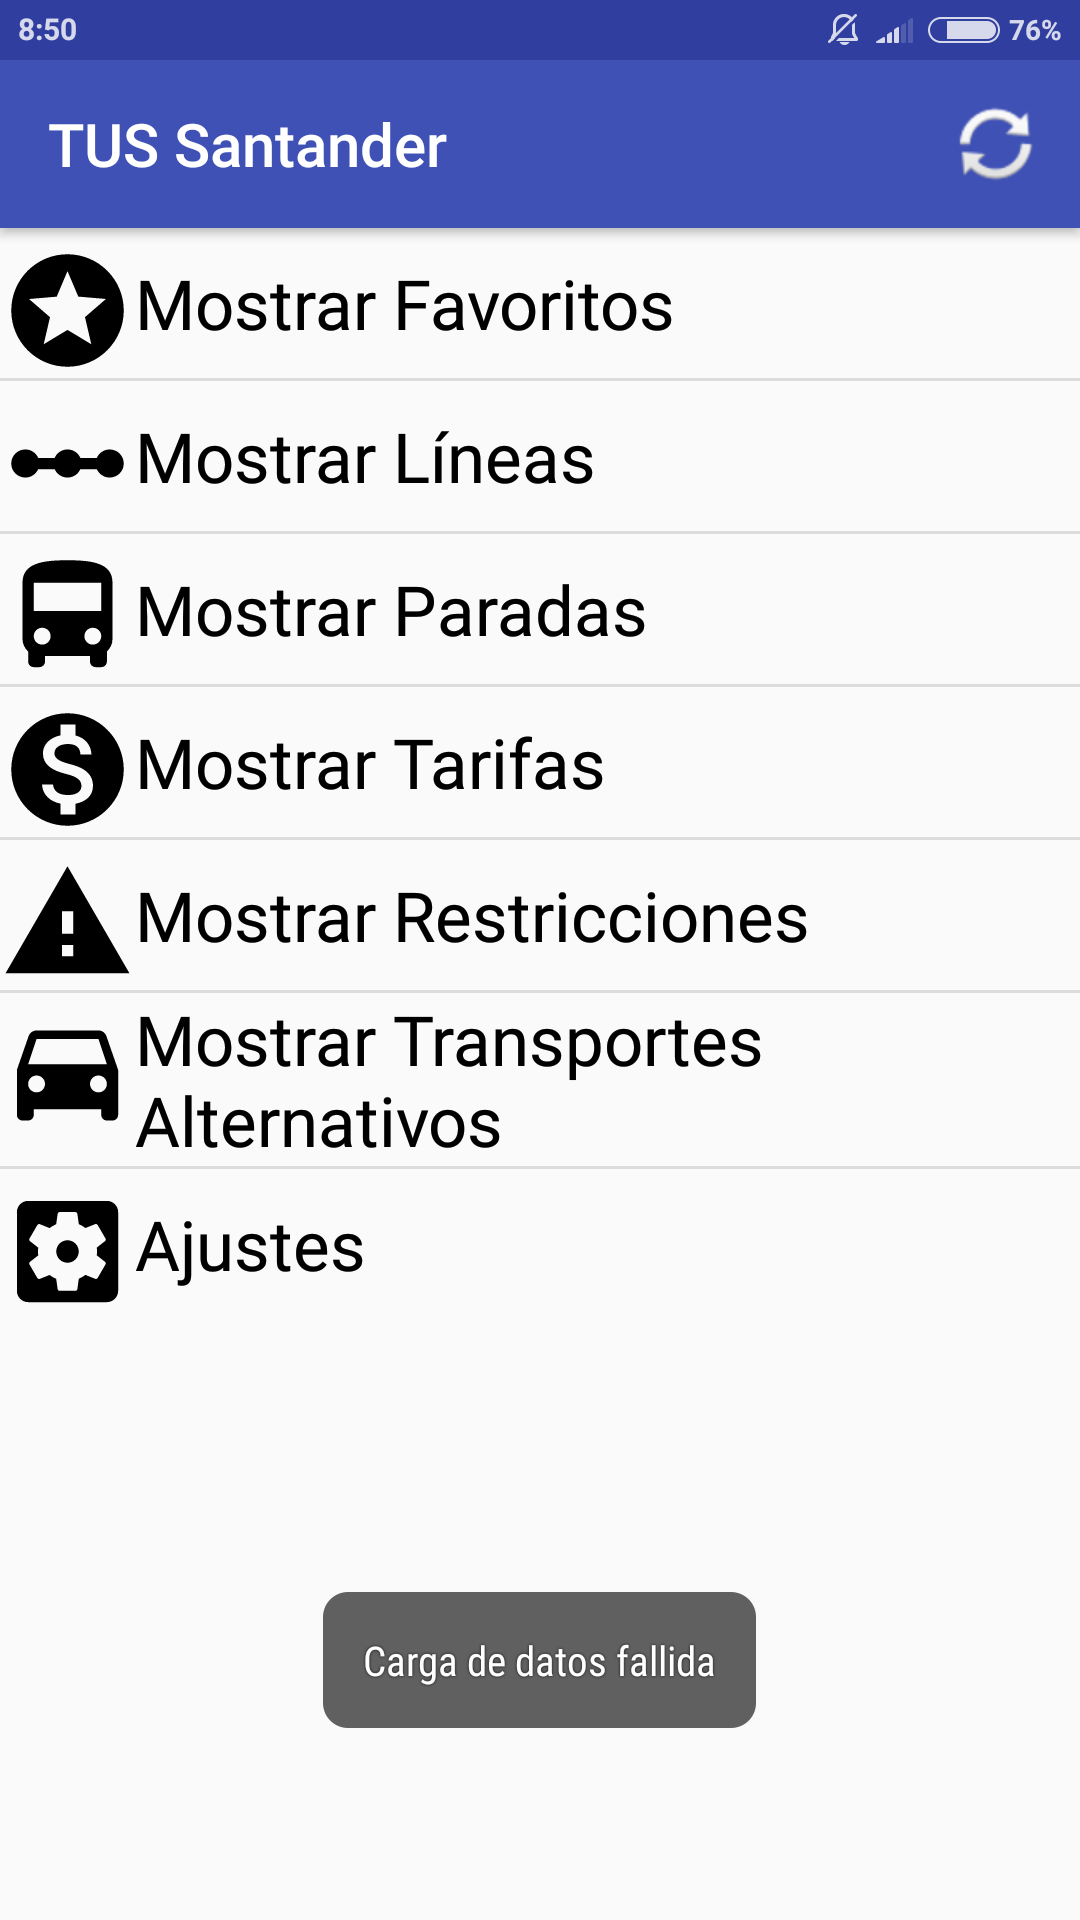 8:50
76%
TUS Santander
Mostrar Favoritos
Mostrar Líneas
Mostrar Paradas
Mostrar Tarifas
Mostrar Restricciones
Mostrar Transportes
Alternativos
Ajustes
Carga de datos fallida